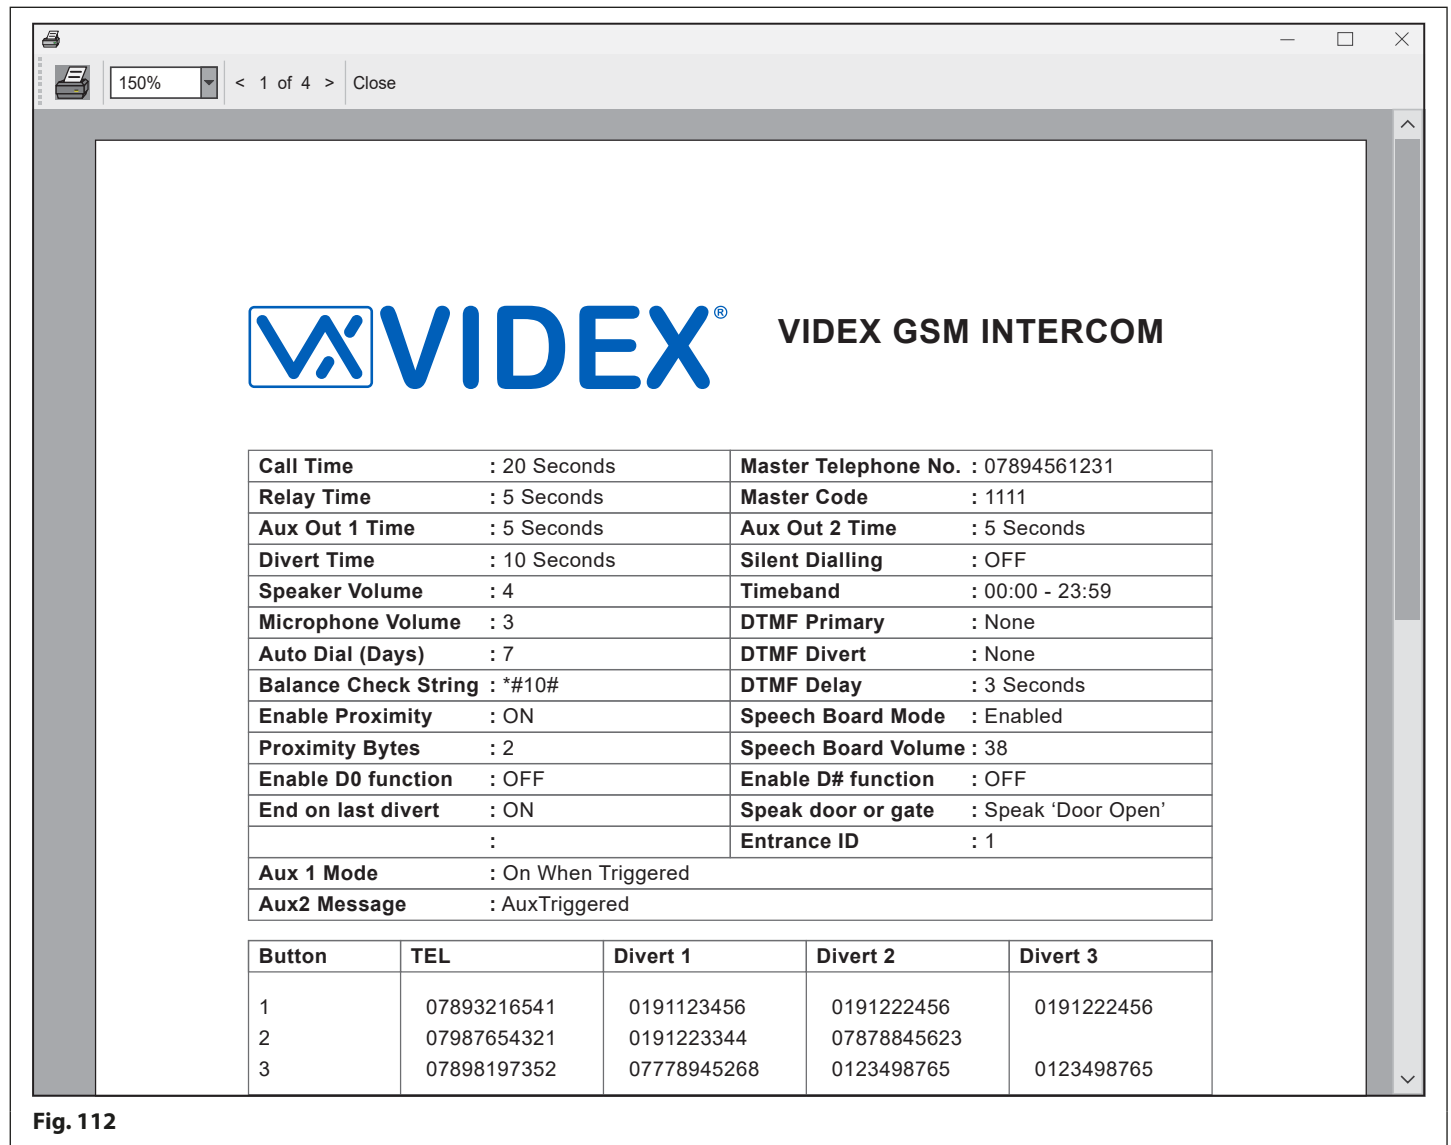 150% < 1 of 4 > Close
VIDEX® VIDEX GSM INTERCOM
Call Time : 20 Seconds Master Telephone No. : 07894561231
Relay Time : 5 Seconds Master Code : 1111
Aux Out 1 Time : 5 Seconds Aux Out 2 Time : 5 Seconds
Divert Time : 10 Seconds Silent Dialling : OFF
Speaker Volume : 4 Timeband : 00:00 - 23:59
Microphone Volume : 3 DTMF Primary : None
Auto Dial (Days) : 7 DTMF Divert : None
Balance Check String : *#10# DTMF Delay : 3 Seconds
Enable Proximity : ON Speech Board Mode : Enabled
Proximity Bytes : 2 Speech Board Volume : 38
Enable D0 function : OFF Enable D# function : OFF
End on last divert : ON Speak door or gate : Speak ‘Door Open’
: Entrance ID : 1
Aux 1 Mode : On When Triggered
Aux2 Message : AuxTriggered
Button TEL Divert 1 Divert 2 Divert 3
1 07893216541 0191123456 0191222456 0191222456
2 07987654321 0191223344 07878845623
3 07898197352 07778945268 0123498765 0123498765
Fig. 112